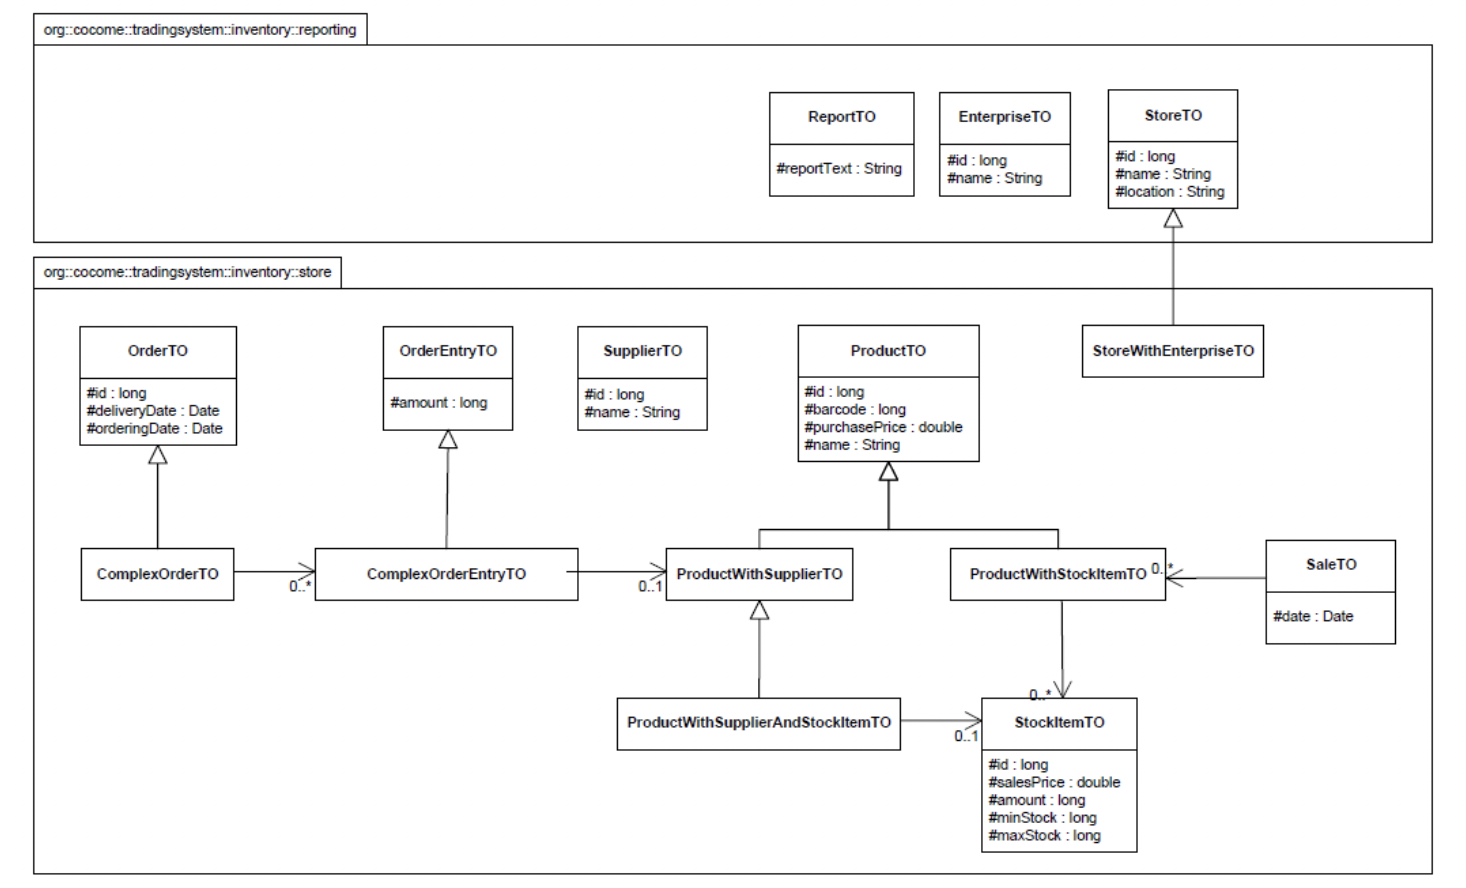 org::cocome::tradingsystem::inventory::reporting
ReportTO
#reportText : String
EnterpriseTO
#id : long
#name : String
StoreTO
#id : long
#name : String
#location : String
org::cocome::tradingsystem::inventory::store
OrderTO
#id : long
#deliveryDate : Date
#orderingDate : Date
OrderEntryTO
#amount : long
SupplierTO
#id : long
#name : String
ProductTO
#id : long
#barcode : long
#purchasePrice : double
#name : String
StoreWithEnterpriseTO
ComplexOrderTO
0..*
ComplexOrderEntryTO
0..1
ProductWithSupplierTO
ProductWithStockItemTO
0..*
SaleTO
#date : Date
ProductWithSupplierAndStockItemTO
0..1
0..*
StockItemTO
#id : long
#salesPrice : double
#amount : long
#minStock : long
#maxStock : long